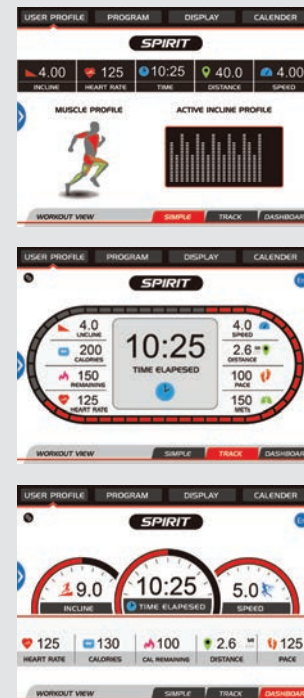 USER PROFILE PROGRAM DISPLAY CALENDER
SPIRIT
4.00 125 10:25 40.0 4.00
INCLINE HEART RATE TIME DISTANCE SPEED
MUSCLE PROFILE ACTIVE INCLINE PROFILE
WORKOUT VIEW SIMPLE TRACK DASHBOAR
USER PROFILE PROGRAM DISPLAY CALENDER
SPIRIT
4.0
UNCLINE
200
CALORIES
150
REMAINING
125
HEART RATE
10:25
TIME ELAPESED
4.0
SPEED
2.6
DISTANCE
100
PACE
150
METs
WORKOUT VIEW SIMPLE TRACK DASHBOAR
USER PROFILE PROGRAM DISPLAY CALENDER
SPIRIT
9.0 10:25 5.0
INCLINE TIME ELAPESED SPEED
125 130 100 2.6 125
HEART RATE CALORIES CAL REMAINING DISTANCE PACE
WORKOUT VIEW SIMPLE TRACK DASHBOAR